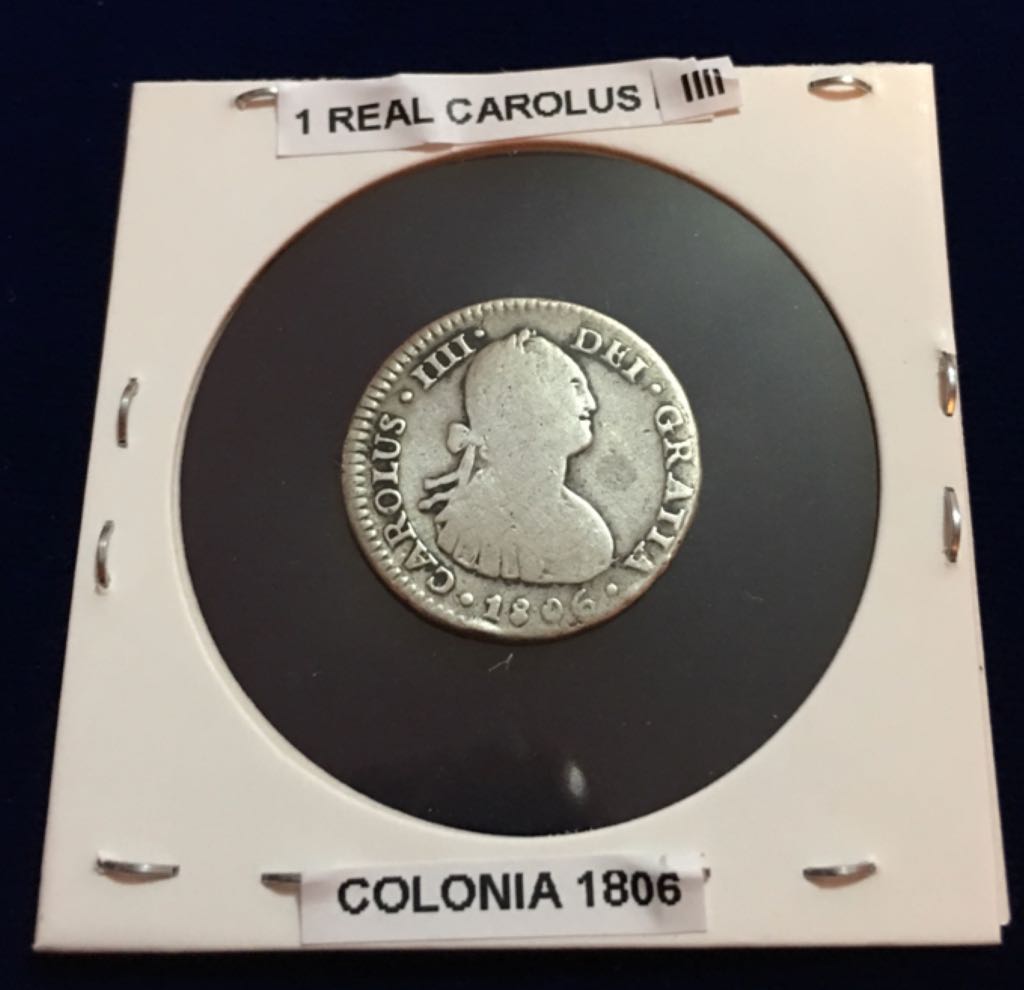 1 REAL CAROLUS IIII
CAROLUS · IIII · DEI · GRATIA · 1806 ·
COLONIA 1806